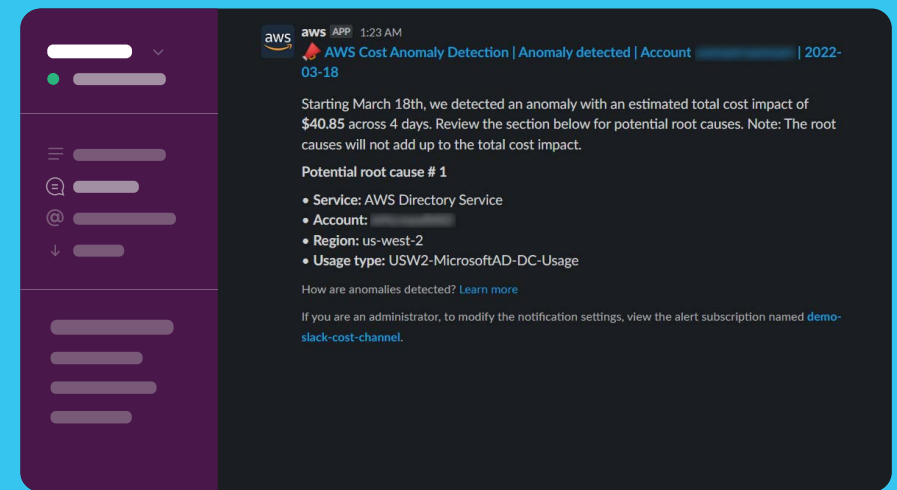 aws
aws APP 1:23 AM
AWS Cost Anomaly Detection | Anomaly detected | Account | 2022-
03-18
Starting March 18th, we detected an anomaly with an estimated total cost impact of
$40.85 across 4 days. Review the section below for potential root causes. Note: The root
causes will not add up to the total cost impact.
Potential root cause # 1
• Service: AWS Directory Service
• Account:
• Region: us-west-2
• Usage type: USW2-MicrosoftAD-DC-Usage
How are anomalies detected? Learn more
If you are an administrator, to modify the notification settings, view the alert subscription named demo-
slack-cost-channel.